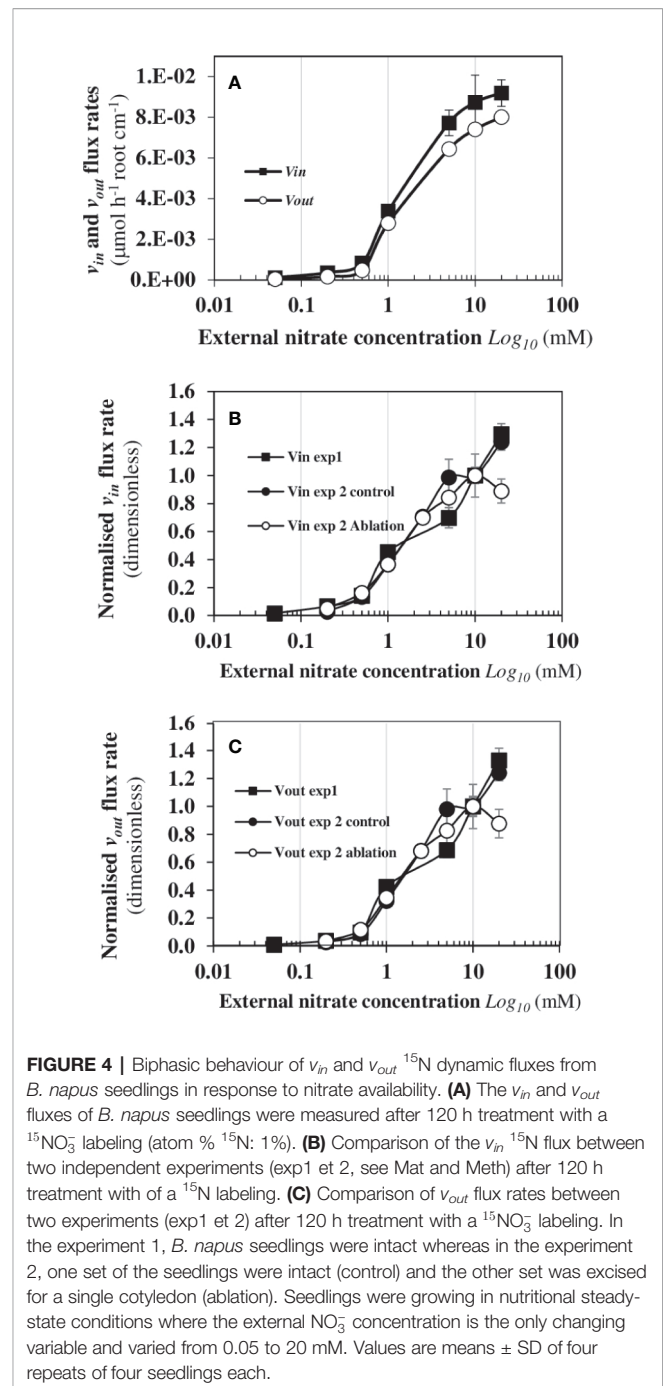 A
1.E-02
8.E-03
6.E-03
4.E-03
2.E-03
0.E+00
v_in and v_out flux rates
(µmol h⁻¹ root cm⁻¹)
Vin
Vout
0.01 0.1 1 10 100
External nitrate concentration Log₁₀ (mM)
B
1.6
1.4
1.2
1.0
0.8
0.6
0.4
0.2
0.0
Normalised v_in flux rate
(dimensionless)
Vin exp1
Vin exp 2 control
Vin exp 2 Ablation
0.01 0.1 1 10 100
External nitrate concentration Log₁₀ (mM)
C
1.6
1.4
1.2
1.0
0.8
0.6
0.4
0.2
0.0
Normalised v_out flux rate
(dimensionless)
Vout exp1
Vout exp 2 control
Vout exp 2 ablation
0.01 0.1 1 10 100
External nitrate concentration Log₁₀ (mM)
FIGURE 4 | Biphasic behaviour of v_in and v_out ¹⁵N dynamic fluxes from
B. napus seedlings in response to nitrate availability. (A) The v_in and v_out
fluxes of B. napus seedlings were measured after 120 h treatment with a
¹⁵NO₃⁻ labeling (atom % ¹⁵N: 1%). (B) Comparison of the v_in ¹⁵N flux between
two independent experiments (exp1 et 2, see Mat and Meth) after 120 h
treatment with of a ¹⁵N labeling. (C) Comparison of v_out flux rates between
two experiments (exp1 et 2) after 120 h treatment with a ¹⁵NO₃⁻ labeling. In
the experiment 1, B. napus seedlings were intact whereas in the experiment
2, one set of the seedlings were intact (control) and the other set was excised
for a single cotyledon (ablation). Seedlings were growing in nutritional steady-
state conditions where the external NO₃⁻ concentration is the only changing
variable and varied from 0.05 to 20 mM. Values are means ± SD of four
repeats of four seedlings each.